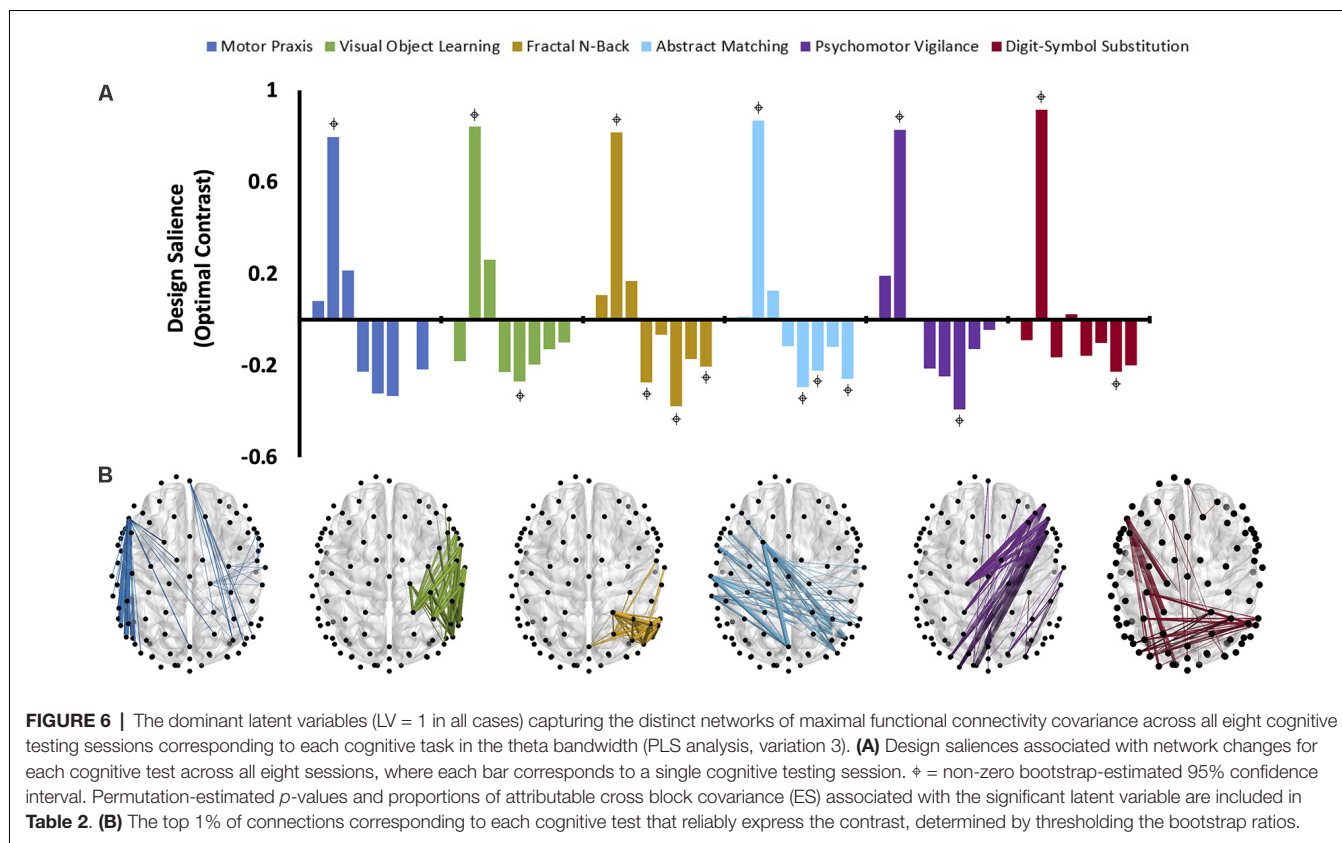 Motor Praxis Visual Object Learning Fractal N-Back Abstract Matching Psychomotor Vigilance Digit-Symbol Substitution
A
Design Salience
(Optimal Contrast)
1
0.6
0.2
-0.2
-0.6
B
FIGURE 6 | The dominant latent variables (LV = 1 in all cases) capturing the distinct networks of maximal functional connectivity covariance across all eight cognitive
testing sessions corresponding to each cognitive task in the theta bandwidth (PLS analysis, variation 3). (A) Design saliences associated with network changes for
each cognitive test across all eight sessions, where each bar corresponds to a single cognitive testing session. ⌖ = non-zero bootstrap-estimated 95% confidence
interval. Permutation-estimated p-values and proportions of attributable cross block covariance (ES) associated with the significant latent variable are included in
Table 2. (B) The top 1% of connections corresponding to each cognitive test that reliably express the contrast, determined by thresholding the bootstrap ratios.